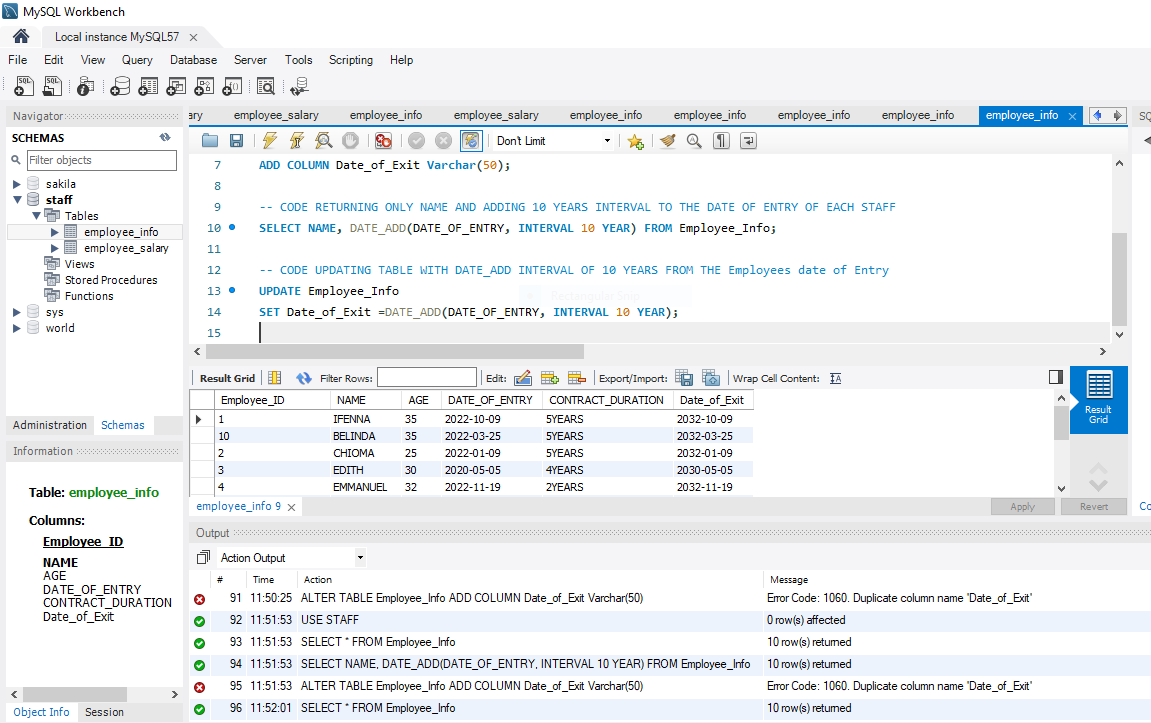 MySQL Workbench
Local instance MySQL57
File Edit View Query Database Server Tools Scripting Help
Navigator
SCHEMAS
Filter objects
sakila
staff
Tables
employee_info
employee_salary
Views
Stored Procedures
Functions
sys
world
Administration Schemas
Information
Table: employee_info
Columns:
Employee_ID
NAME
AGE
DATE_OF_ENTRY
CONTRACT_DURATION
Date_of_Exit
Object Info Session
ary employee_salary employee_info employee_salary employee_info employee_info employee_info employee_info employee_info SQ
Don't Limit
7 ADD COLUMN Date_of_Exit Varchar(50);
8
9 -- CODE RETURNING ONLY NAME AND ADDING 10 YEARS INTERVAL TO THE DATE OF ENTRY OF EACH STAFF
10 SELECT NAME, DATE_ADD(DATE_OF_ENTRY, INTERVAL 10 YEAR) FROM Employee_Info;
11
12 -- CODE UPDATING TABLE WITH DATE_ADD INTERVAL OF 10 YEARS FROM THE Employees date of Entry
13 UPDATE Employee_Info
14 SET Date_of_Exit =DATE_ADD(DATE_OF_ENTRY, INTERVAL 10 YEAR);
15
Rectangular Snip
Result Grid Filter Rows: Edit: Export/Import: Wrap Cell Content:
Employee_ID NAME AGE DATE_OF_ENTRY CONTRACT_DURATION Date_of_Exit
1 IFENNA 35 2022-10-09 5YEARS 2032-10-09
10 BELINDA 35 2022-03-25 5YEARS 2032-03-25
2 CHIOMA 25 2022-01-09 5YEARS 2032-01-09
3 EDITH 30 2020-05-05 4YEARS 2030-05-05
4 EMMANUEL 32 2022-11-19 2YEARS 2032-11-19
Result Grid
employee_info 9 Apply Revert Co
Output
Action Output
# Time Action Message
91 11:50:25 ALTER TABLE Employee_Info ADD COLUMN Date_of_Exit Varchar(50) Error Code: 1060. Duplicate column name 'Date_of_Exit'
92 11:51:53 USE STAFF 0 row(s) affected
93 11:51:53 SELECT * FROM Employee_Info 10 row(s) returned
94 11:51:53 SELECT NAME, DATE_ADD(DATE_OF_ENTRY, INTERVAL 10 YEAR) FROM Employee_Info 10 row(s) returned
95 11:51:53 ALTER TABLE Employee_Info ADD COLUMN Date_of_Exit Varchar(50) Error Code: 1060. Duplicate column name 'Date_of_Exit'
96 11:52:01 SELECT * FROM Employee_Info 10 row(s) returned